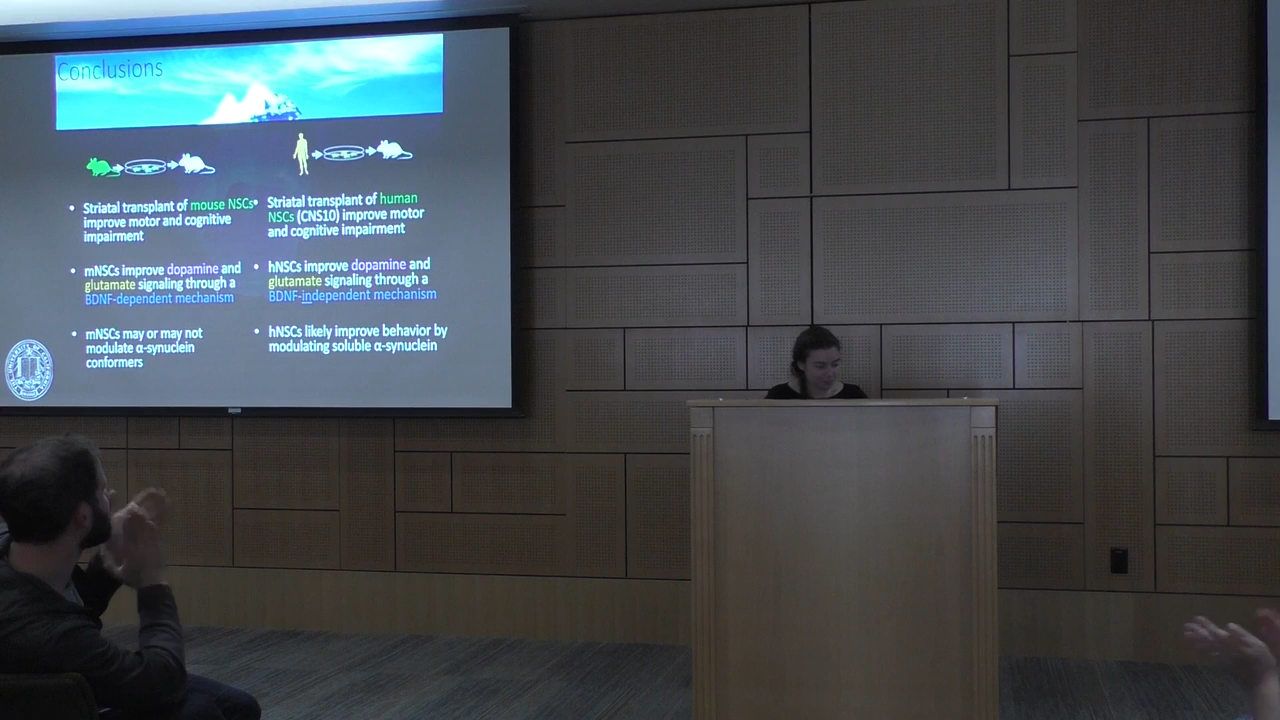 Conclusions
• Striatal transplant of mouse NSCs
improve motor and cognitive
impairment
• mNSCs improve dopamine and
glutamate signaling through a
BDNF-dependent mechanism
• mNSCs may or may not
modulate α-synuclein
conformers
• Striatal transplant of human
NSCs (CNS10) improve motor
and cognitive impairment
• hNSCs improve dopamine and
glutamate signaling through a
BDNF-independent mechanism
• hNSCs likely improve behavior by
modulating soluble α-synuclein